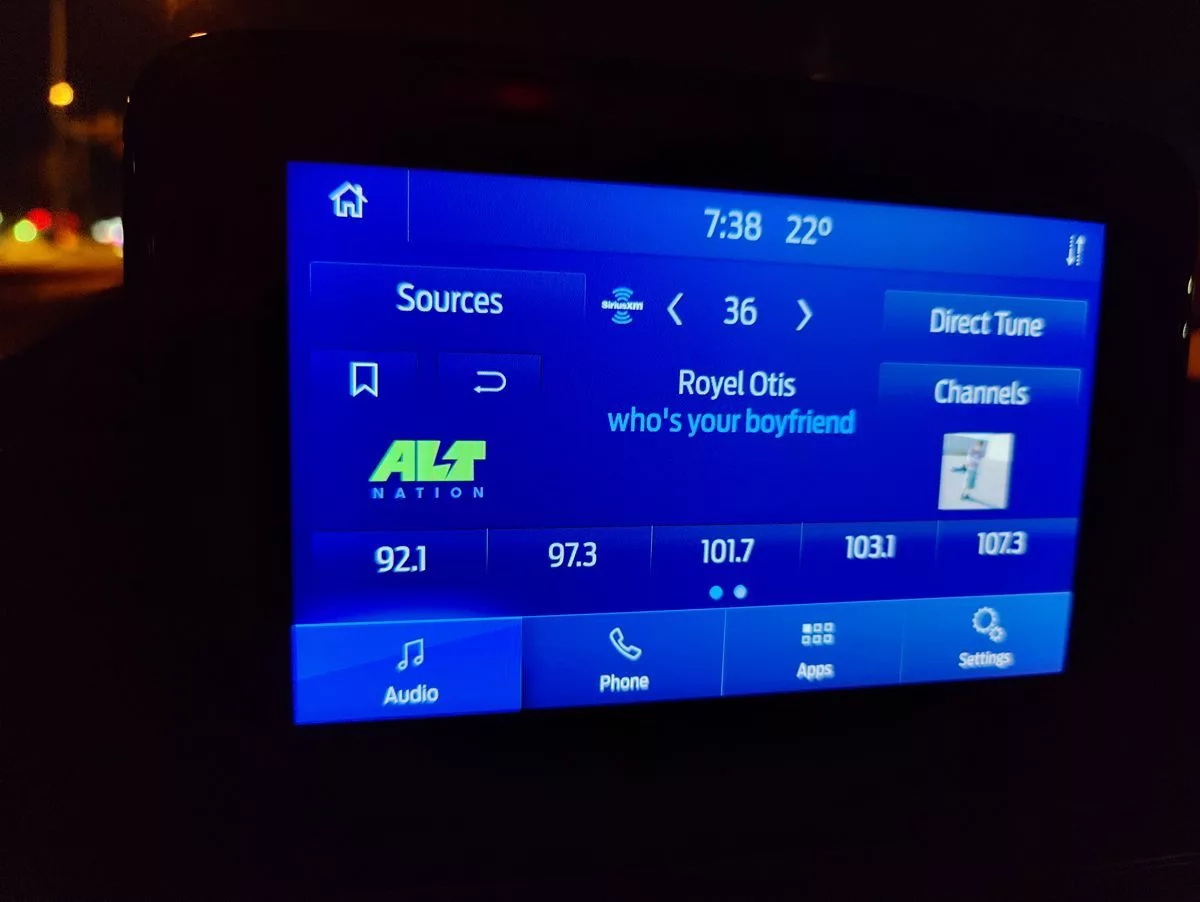 7:38 22º
Sources
SiriusXM
36
Direct Tune
Royel Otis
Channels
who's your boyfriend
ALT
NATION
92.1 97.3 101.7 103.1 107.3
Audio Phone Apps Settings